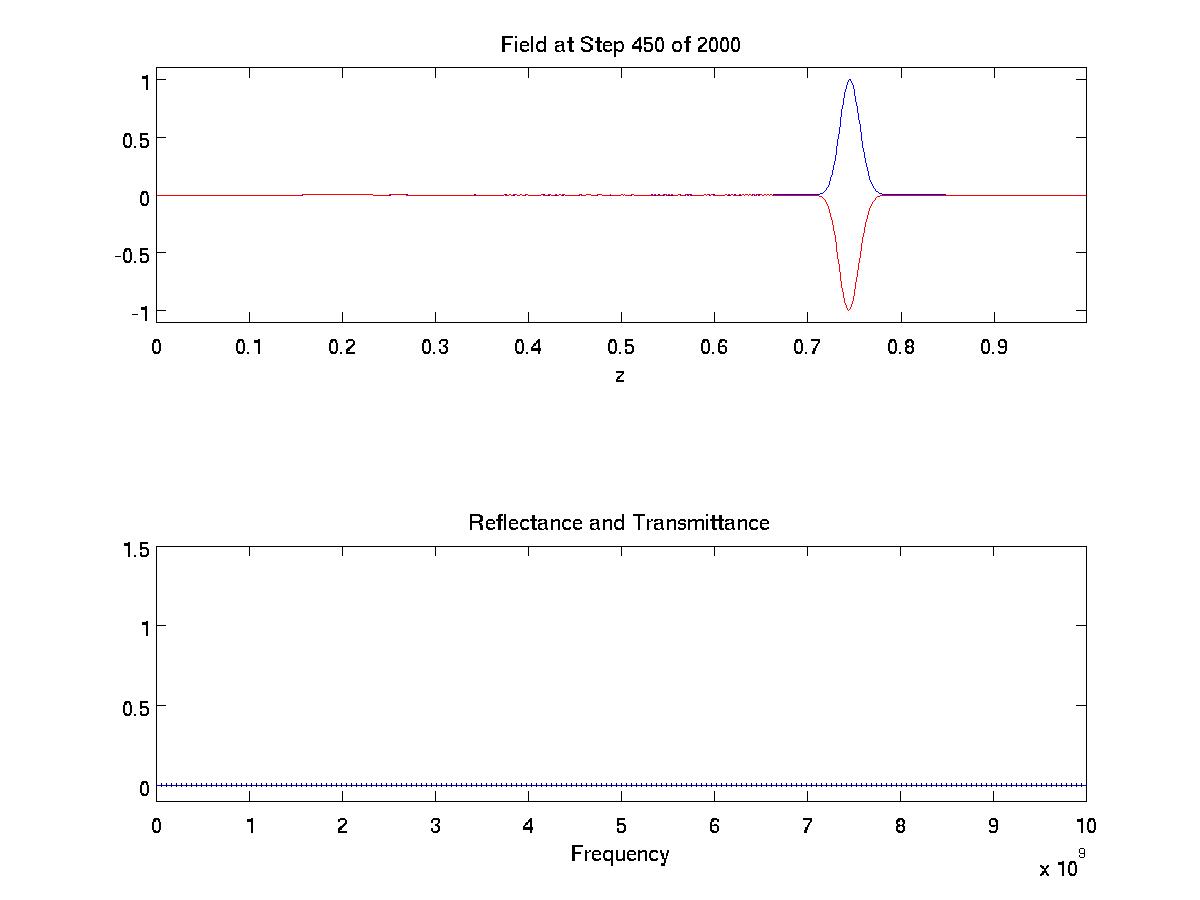 Field at Step 450 of 2000
1
0.5
0
-0.5
-1
0 0.1 0.2 0.3 0.4 0.5 0.6 0.7 0.8 0.9
z
Reflectance and Transmittance
1.5
1
0.5
0
0 1 2 3 4 5 6 7 8 9 10
Frequency
x 10⁹